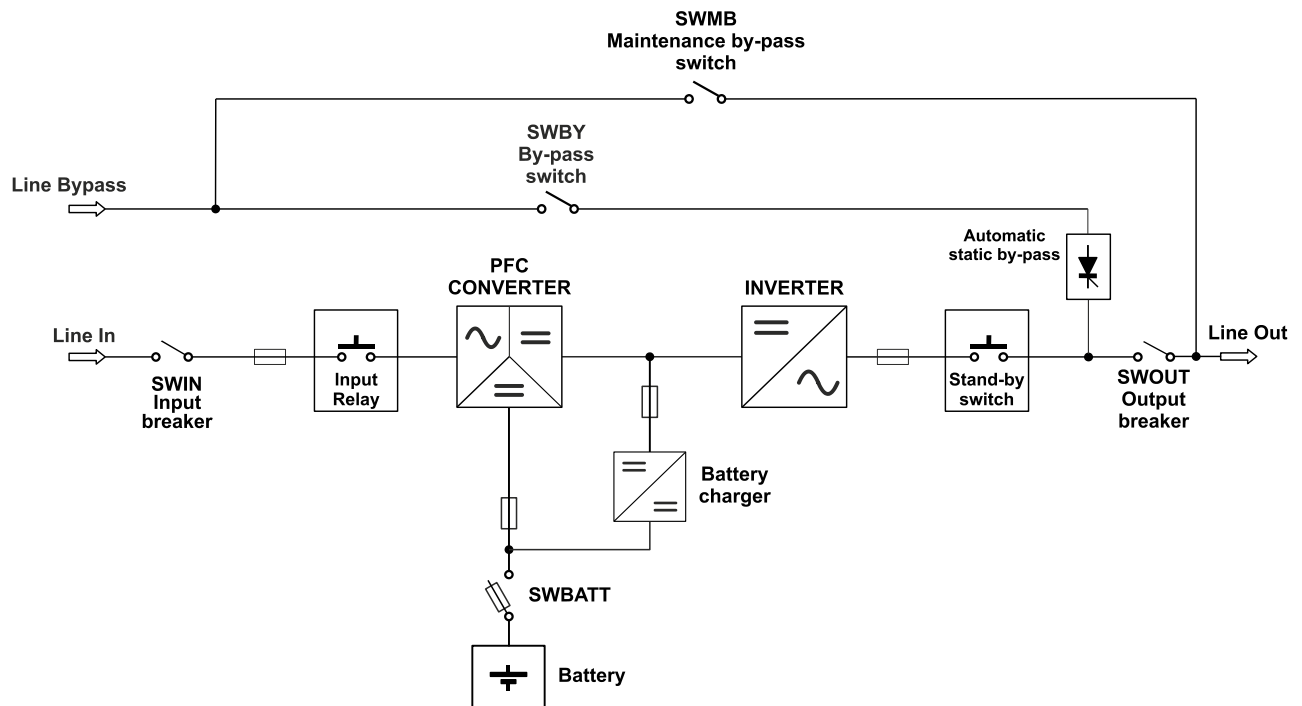 SWMB
Maintenance by-pass
switch
SWBY
By-pass
switch
Line Bypass
Automatic
static by-pass
PFC
CONVERTER
INVERTER
Line In
Line Out
SWIN
Input
breaker
Input
Relay
Stand-by
switch
SWOUT
Output
breaker
Battery
charger
SWBATT
Battery